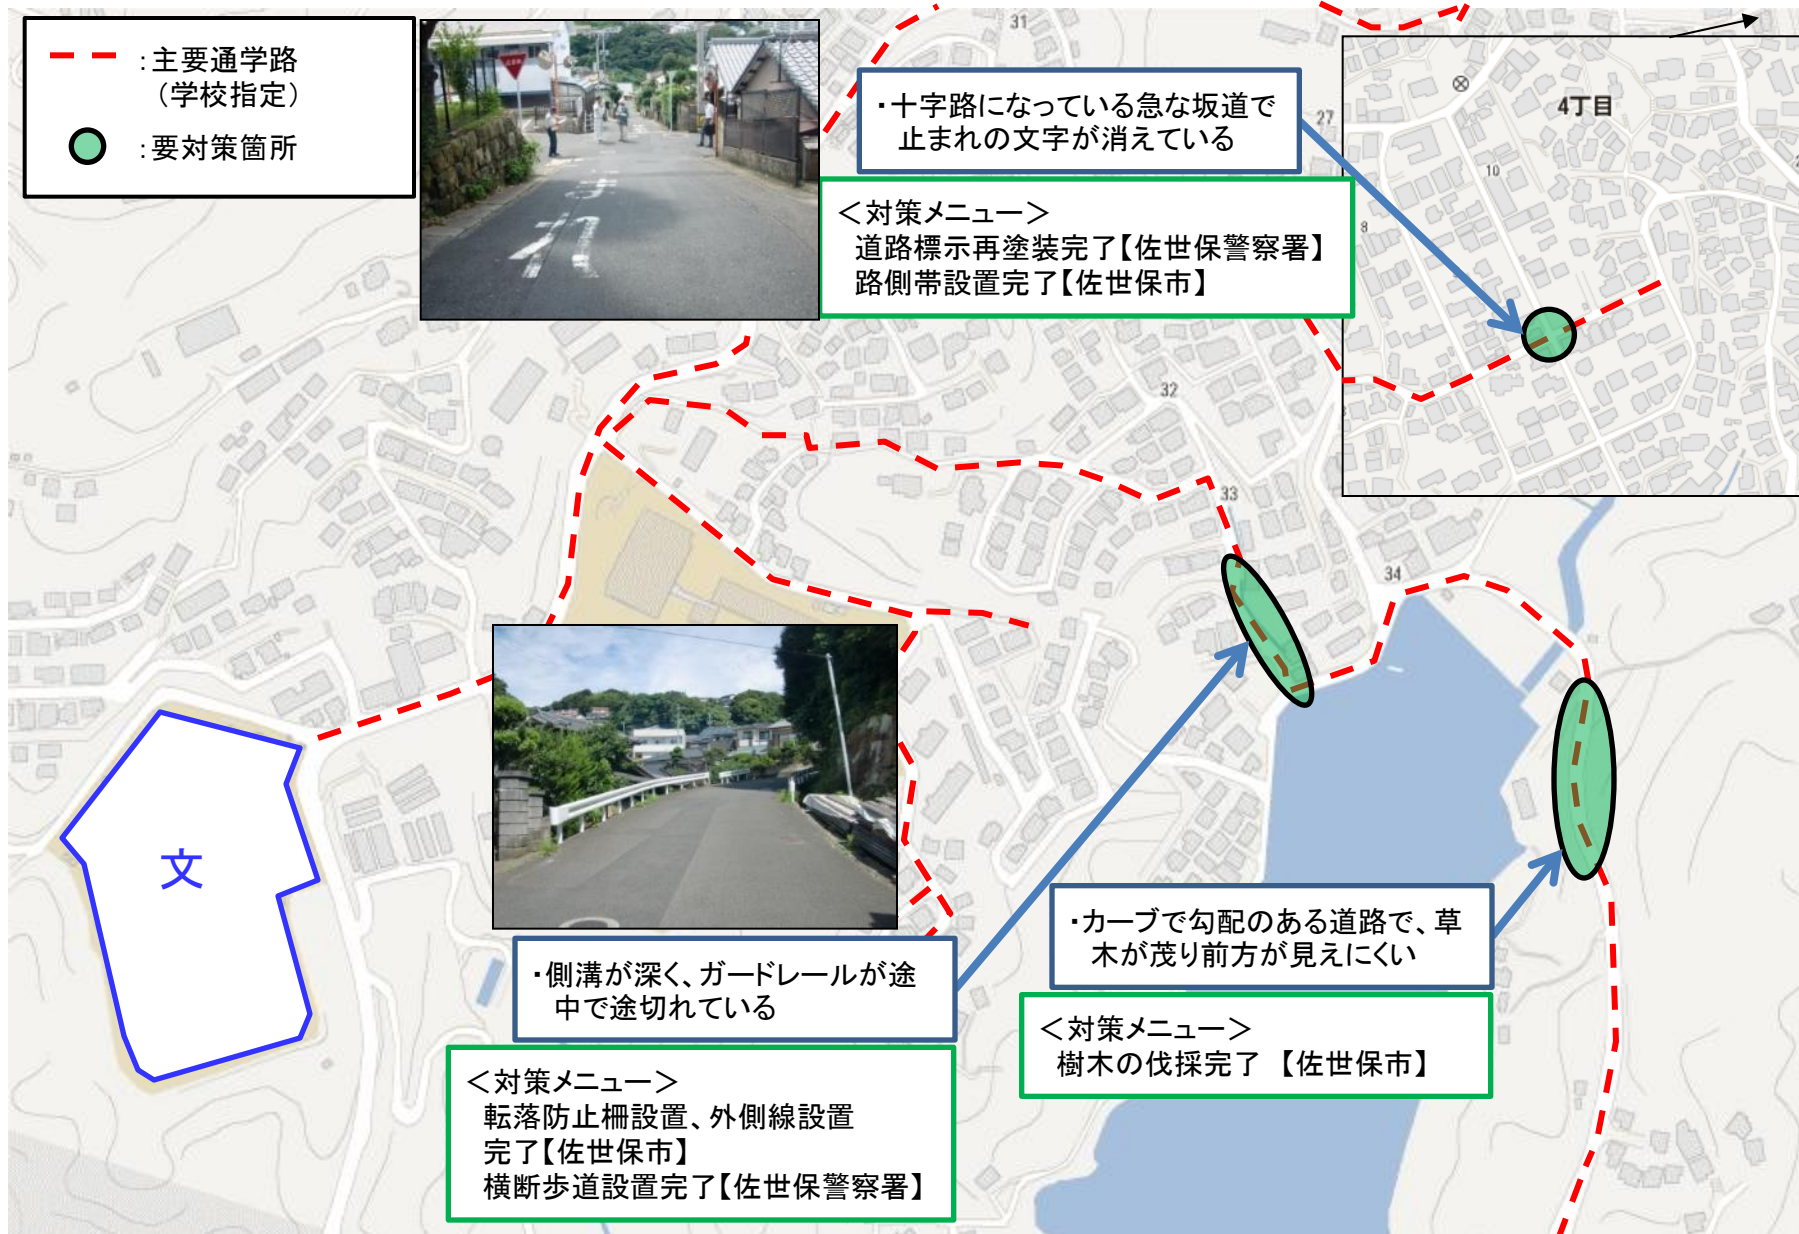 :主要通学路
(学校指定)
:要対策箇所
・十字路になっている急な坂道で
止まれの文字が消えている
<対策メニュー>
道路標示再塗装完了【佐世保警察署】
路側帯設置完了【佐世保市】
4丁目
31
27
10
8
32
33
34
文
・側溝が深く、ガードレールが途
中で途切れている
<対策メニュー>
転落防止柵設置、外側線設置
完了【佐世保市】
横断歩道設置完了【佐世保警察署】
・カーブで勾配のある道路で、草
木が茂り前方が見えにくい
<対策メニュー>
樹木の伐採完了 【佐世保市】